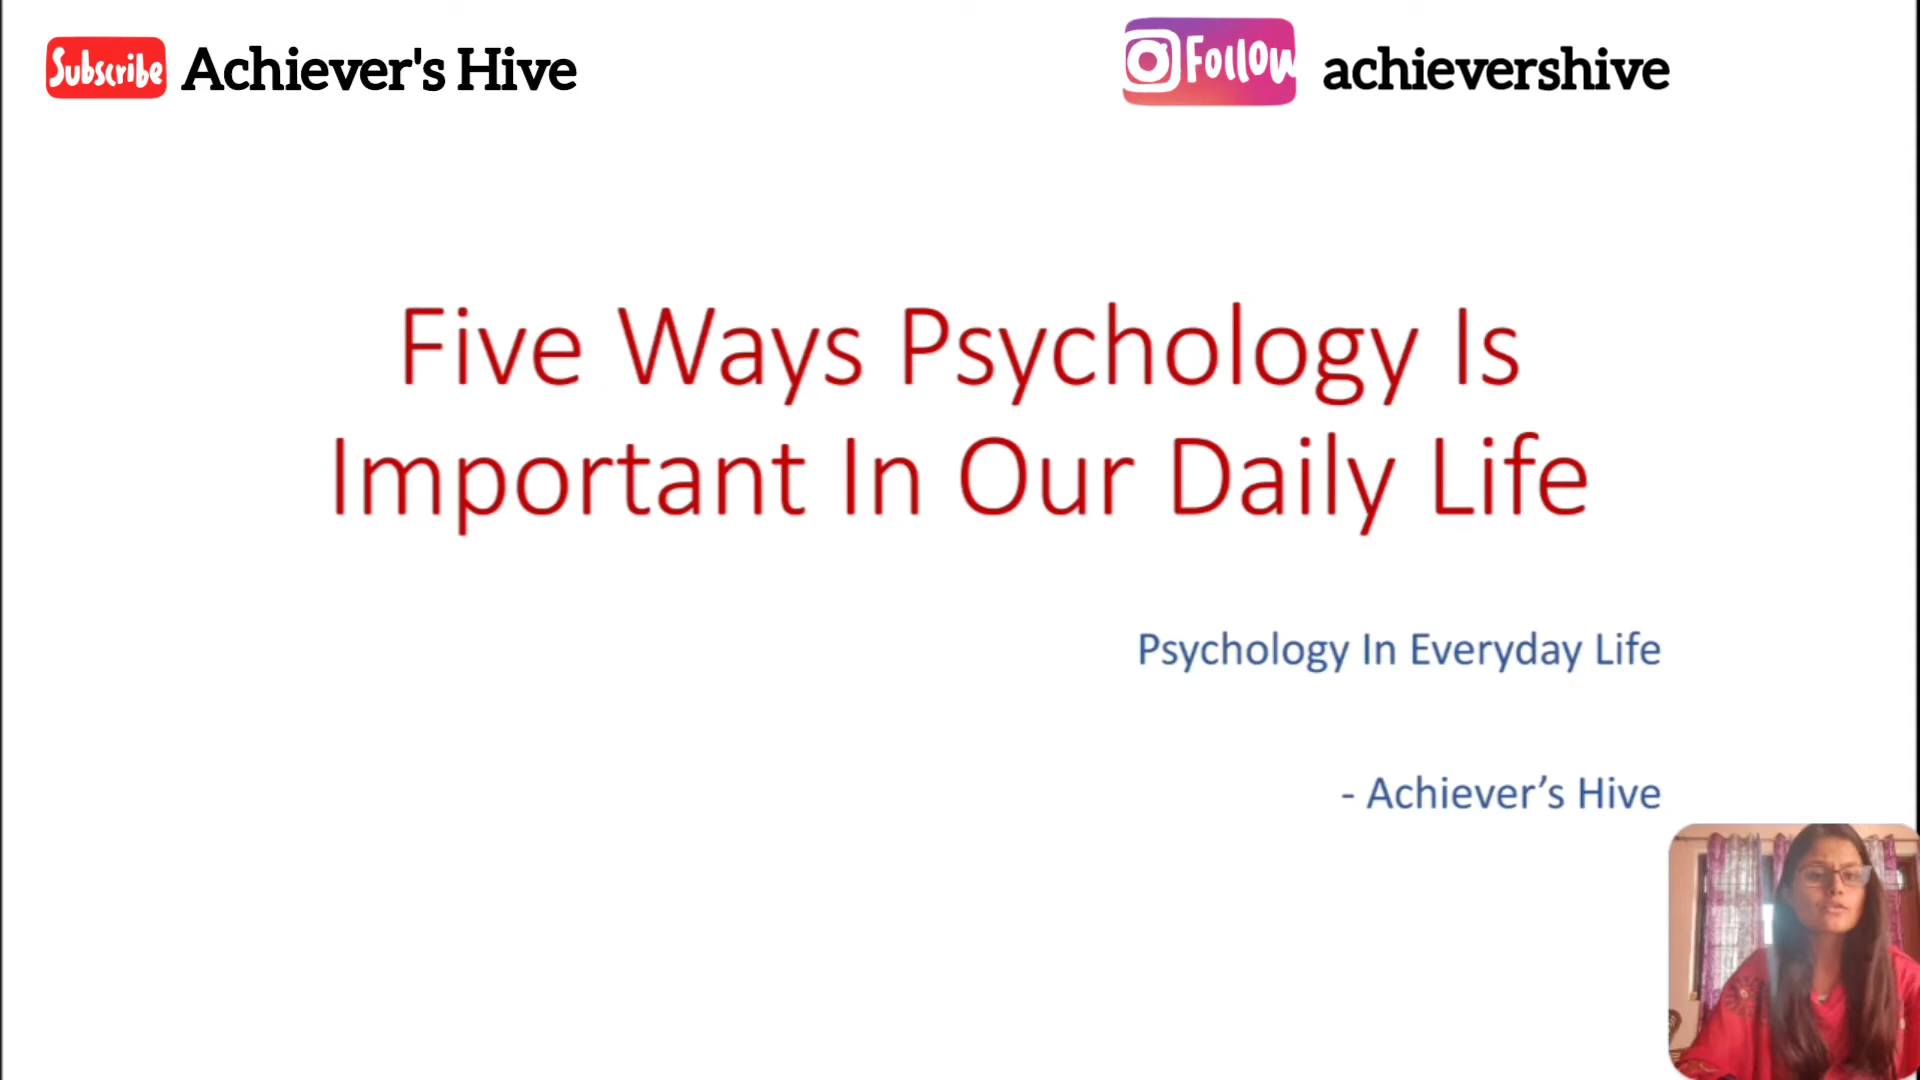 Subscribe Achiever's Hive
Follow achievershive
Five Ways Psychology Is
Important In Our Daily Life
Psychology In Everyday Life
- Achiever’s Hive